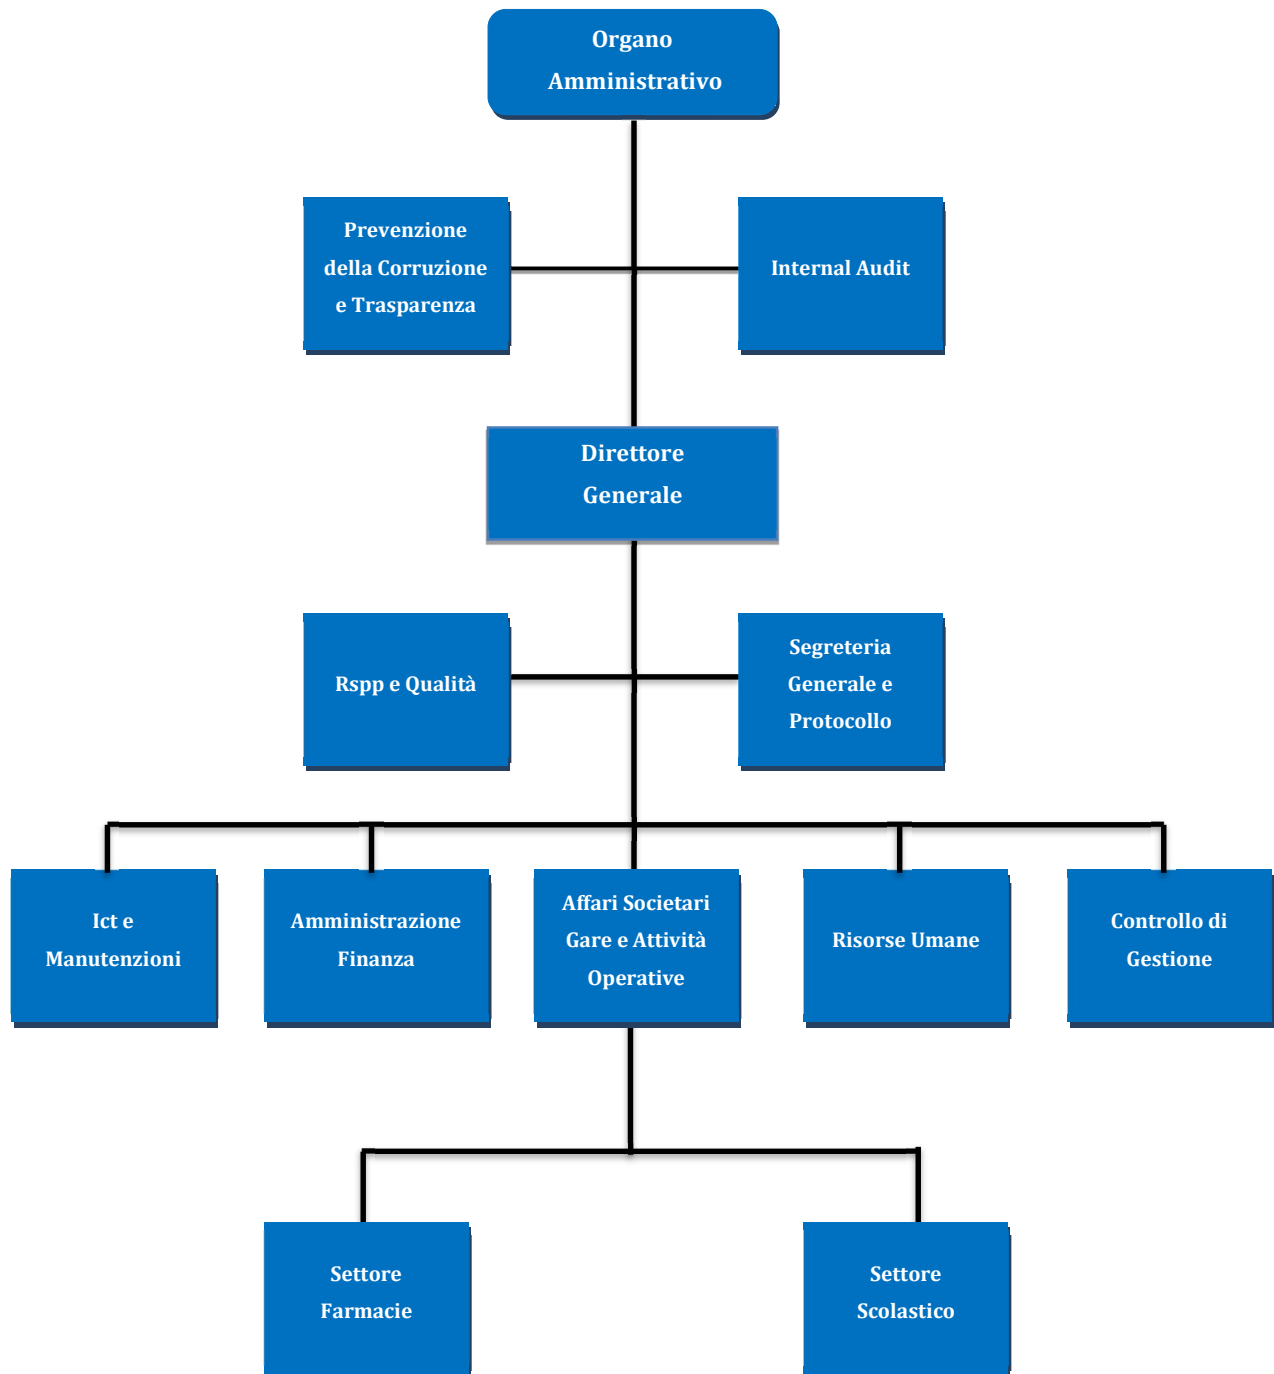 Organo
Amministrativo
Prevenzione
della Corruzione
e Trasparenza
Internal Audit
Direttore
Generale
Rspp e Qualità
Segreteria
Generale e
Protocollo
Ict e
Manutenzioni
Amministrazione
Finanza
Affari Societari
Gare e Attività
Operative
Risorse Umane
Controllo di
Gestione
Settore
Farmacie
Settore
Scolastico